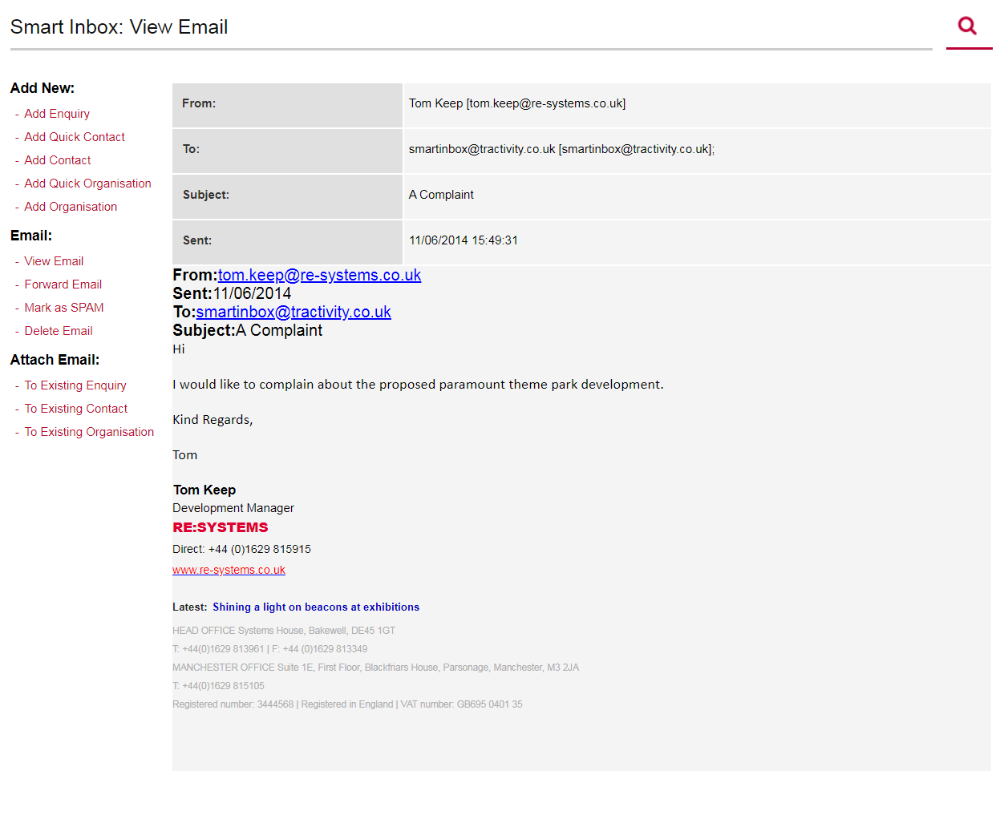 Smart Inbox: View Email
Add New:
- Add Enquiry
- Add Quick Contact
- Add Contact
- Add Quick Organisation
- Add Organisation
Email:
- View Email
- Forward Email
- Mark as SPAM
- Delete Email
Attach Email:
- To Existing Enquiry
- To Existing Contact
- To Existing Organisation
From: Tom Keep [tom.keep@re-systems.co.uk]
To: smartinbox@tractivity.co.uk [smartinbox@tractivity.co.uk];
Subject: A Complaint
Sent: 11/06/2014 15:49:31
From:tom.keep@re-systems.co.uk
Sent:11/06/2014
To:smartinbox@tractivity.co.uk
Subject:A Complaint
Hi
I would like to complain about the proposed paramount theme park development.
Kind Regards,
Tom
Tom Keep
Development Manager
RE:SYSTEMS
Direct: +44 (0)1629 815915
www.re-systems.co.uk
Latest: Shining a light on beacons at exhibitions
HEAD OFFICE Systems House, Bakewell, DE45 1GT
T: +44(0)1629 813961 | F: +44 (0)1629 813349
MANCHESTER OFFICE Suite 1E, First Floor, Blackfriars House, Parsonage, Manchester, M3 2JA
T: +44(0)1629 815105
Registered number: 3444568 | Registered in England | VAT number: GB695 0401 35